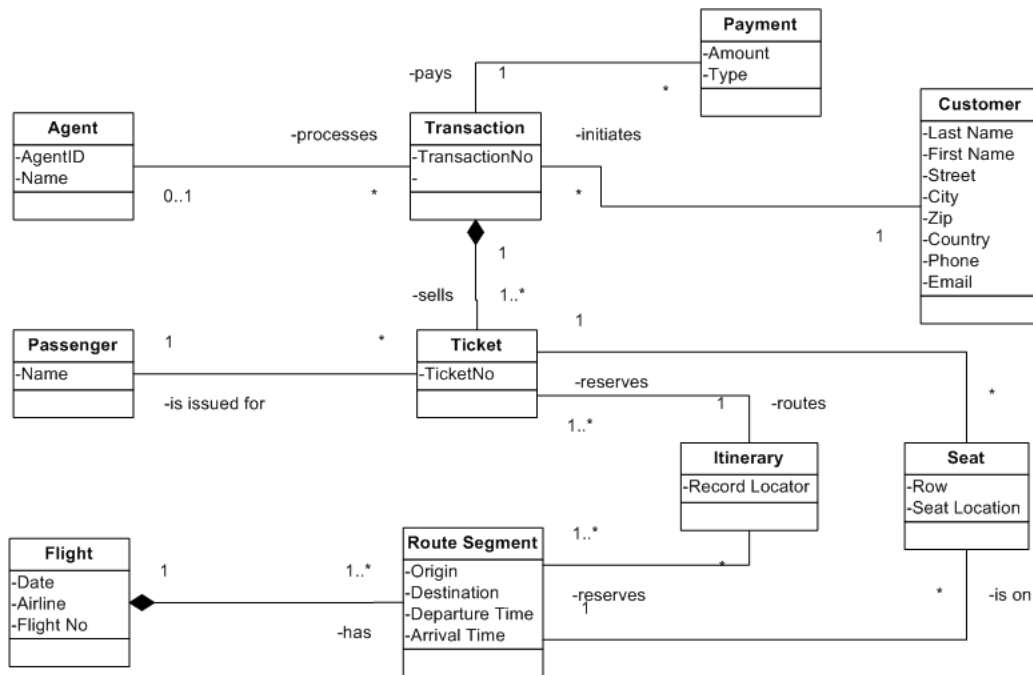 Payment
-Amount
-Type
-pays
1
*
Customer
-Last Name
-First Name
-Street
-City
-Zip
-Country
-Phone
-Email
Agent
-AgentID
-Name
-processes
0..1
*
Transaction
-TransactionNo
-
-initiates
*
1
1
-sells
1..*
Passenger
-Name
1
*
-is issued for
Ticket
-TicketNo
1
-reserves
1
-routes
*
1..*
Itinerary
-Record Locator
Seat
-Row
-Seat Location
Flight
-Date
-Airline
-Flight No
1
1..*
-has
Route Segment
-Origin
-Destination
-Departure Time
-Arrival Time
1..*
*
-reserves
1
*
-is on